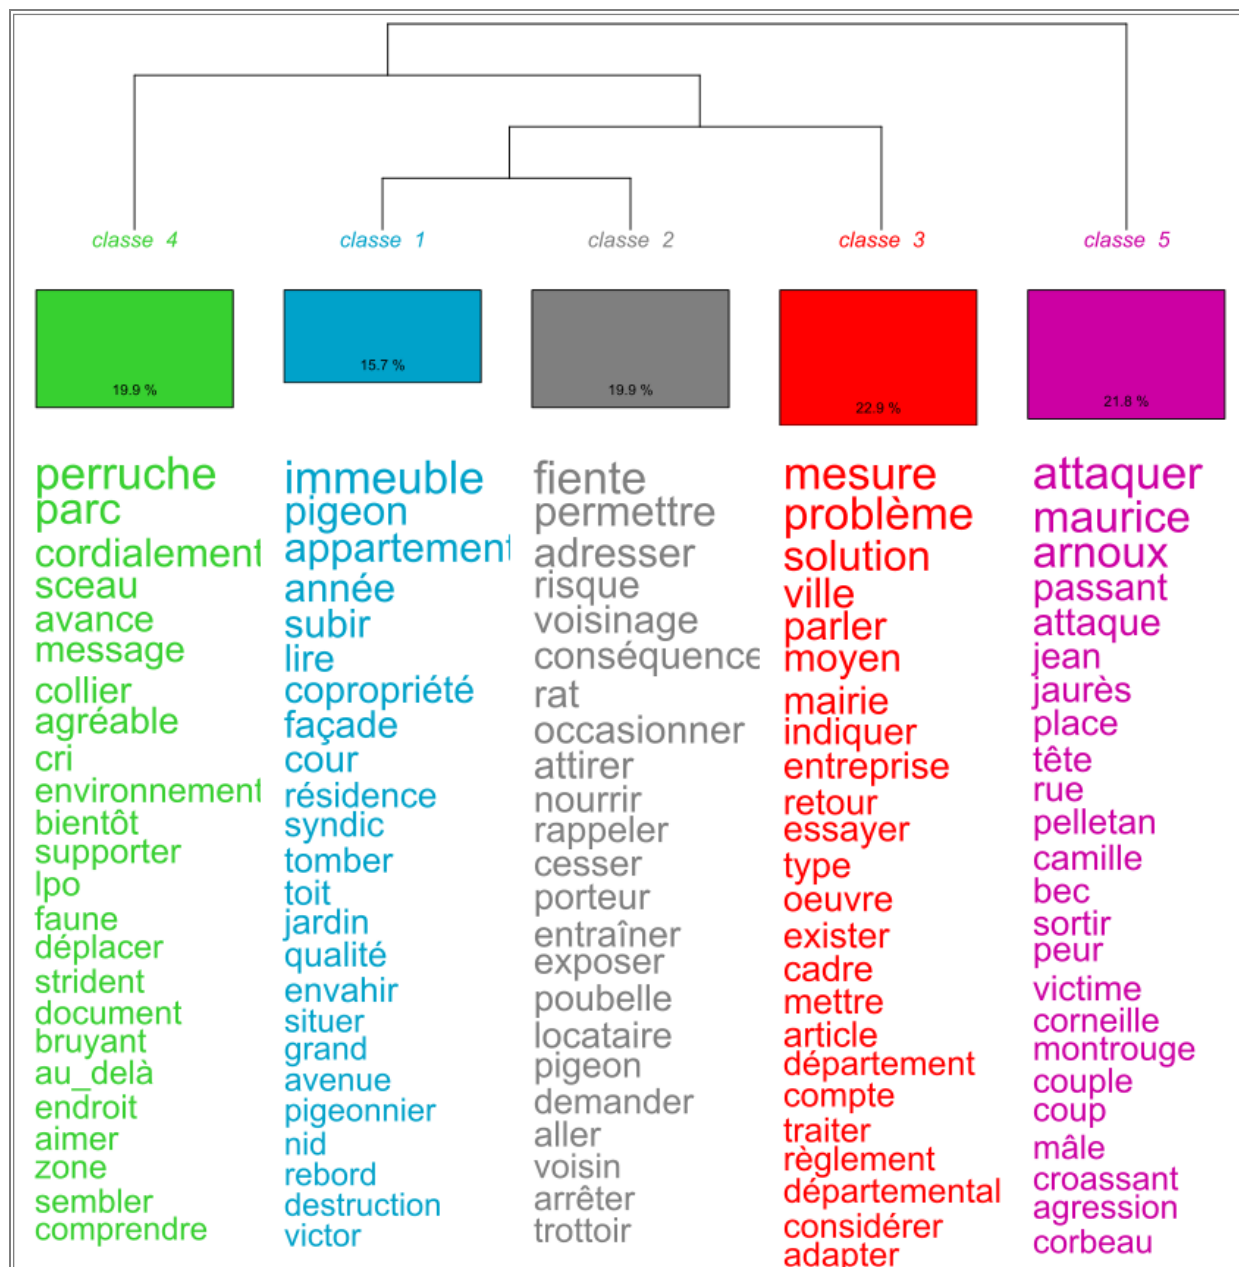 classe 4
classe 1
classe 2
classe 3
classe 5
19.9 %
15.7 %
19.9 %
22.9 %
21.8 %
perruche
parc
cordialement
sceau
avance
message
collier
agréable
cri
environnement
bientôt
supporter
lpo
faune
déplacer
strident
document
bruyant
au_delà
endroit
aimer
zone
sembler
comprendre
immeuble
pigeon
appartement
année
subir
lire
copropriété
façade
cour
résidence
syndic
tomber
toit
jardin
qualité
envahir
situer
grand
avenue
pigeonnier
nid
rebord
destruction
victor
fiente
permettre
adresser
risque
voisinage
conséquence
rat
occasionner
attirer
nourrir
rappeler
cesser
porteur
entraîner
exposer
poubelle
locataire
pigeon
demander
aller
voisin
arrêter
trottoir
mesure
problème
solution
ville
parler
moyen
mairie
indiquer
entreprise
retour
essayer
type
oeuvre
exister
cadre
mettre
article
département
compte
traiter
règlement
départemental
considérer
adapter
attaquer
maurice
arnoux
passant
attaque
jean
jaurès
place
tête
rue
pelletan
camille
bec
sortir
peur
victime
corneille
montrouge
couple
coup
mâle
croassant
agression
corbeau